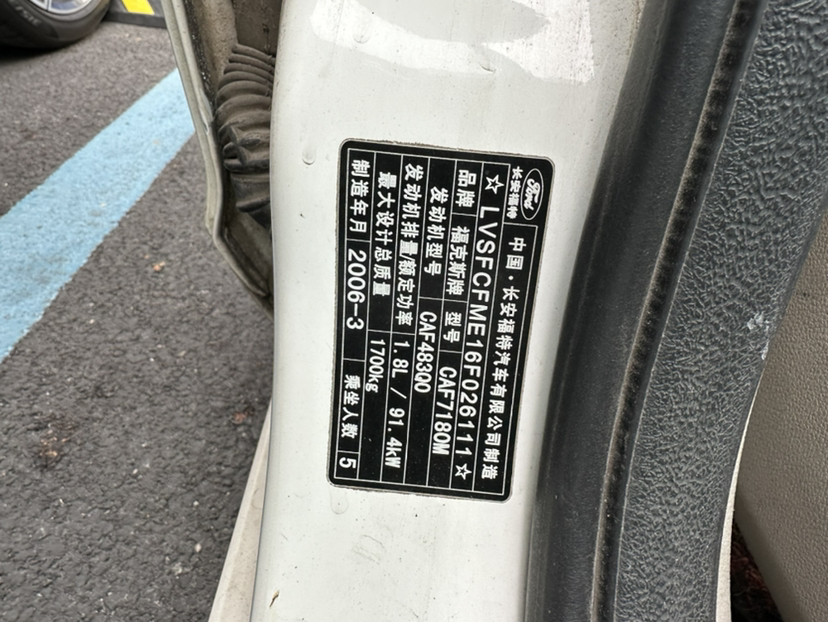 Ford
长安福特
中国·长安福特汽车有限公司制造
☆LVSFCFME16F026111☆
品牌 福克斯牌 型号 CAF7180M
发动机型号 CAF483Q0
发动机排量/额定功率 1.8L / 91.4kW
最大设计总质量 1700kg
制造年月 2006-3 乘坐人数 5